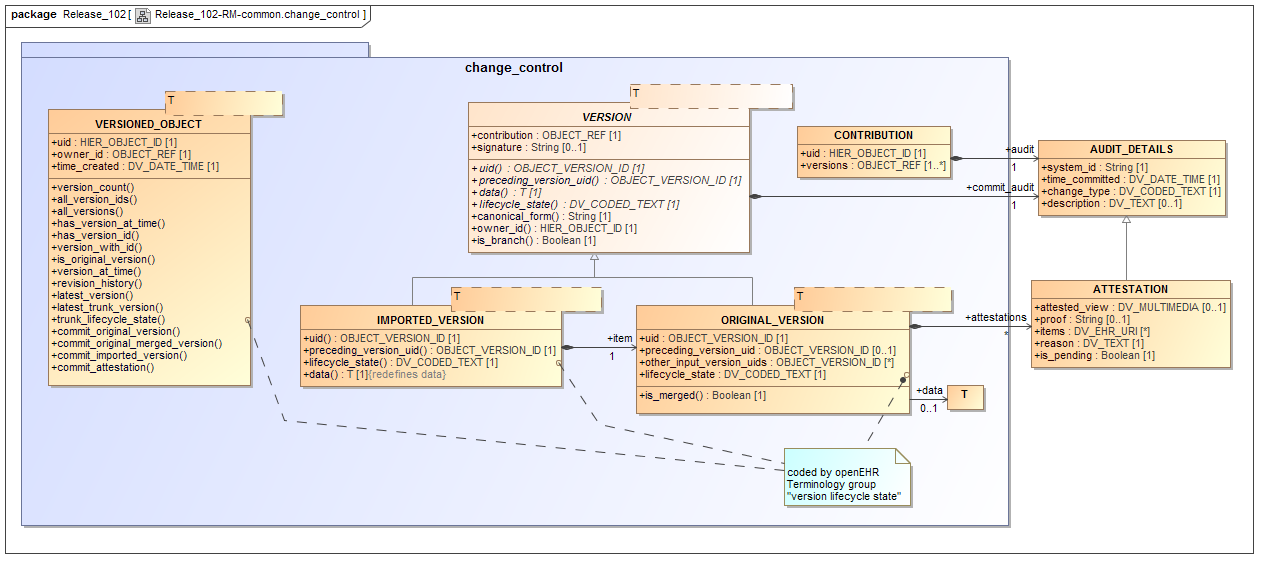 package Release_102 [ Release_102-RM-common.change_control ]
change_control
T
VERSIONED_OBJECT
+uid : HIER_OBJECT_ID [1]
+owner_id : OBJECT_REF [1]
+time_created : DV_DATE_TIME [1]
+version_count()
+all_version_ids()
+all_versions()
+has_version_at_time()
+has_version_id()
+version_with_id()
+is_original_version()
+version_at_time()
+revision_history()
+latest_version()
+latest_trunk_version()
+trunk_lifecycle_state()
+commit_original_version()
+commit_original_merged_version()
+commit_imported_version()
+commit_attestation()
T
VERSION
+contribution : OBJECT_REF [1]
+signature : String [0..1]
+uid() : OBJECT_VERSION_ID [1]
+preceding_version_uid() : OBJECT_VERSION_ID [1]
+data() : T [1]
+lifecycle_state() : DV_CODED_TEXT [1]
+canonical_form() : String [1]
+owner_id() : HIER_OBJECT_ID [1]
+is_branch() : Boolean [1]
CONTRIBUTION
+uid : HIER_OBJECT_ID [1]
+versions : OBJECT_REF [1..*]
+audit
1
+commit_audit
1
AUDIT_DETAILS
+system_id : String [1]
+time_committed : DV_DATE_TIME [1]
+change_type : DV_CODED_TEXT [1]
+description : DV_TEXT [0..1]
T
IMPORTED_VERSION
+uid() : OBJECT_VERSION_ID [1]
+preceding_version_uid() : OBJECT_VERSION_ID [1]
+lifecycle_state() : DV_CODED_TEXT [1]
+data() : T [1]{redefines data}
+item
1
T
ORIGINAL_VERSION
+uid : OBJECT_VERSION_ID [1]
+preceding_version_uid : OBJECT_VERSION_ID [0..1]
+other_input_version_uids : OBJECT_VERSION_ID [*]
+lifecycle_state : DV_CODED_TEXT [1]
+is_merged() : Boolean [1]
+attestations
*
+data
0..1
T
ATTESTATION
+attested_view : DV_MULTIMEDIA [0..1]
+proof : String [0..1]
+items : DV_EHR_URI [*]
+reason : DV_TEXT [1]
+is_pending : Boolean [1]
coded by openEHR
Terminology group
"version lifecycle state"